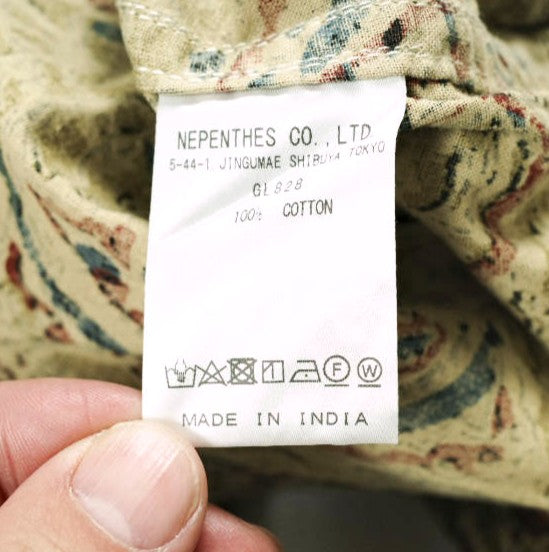 NEPENTHES CO.,LTD
5-44-1 JINGUMAE SHIBUYA TOKYO
GL828
100% COTTON
F W
MADE IN INDIA